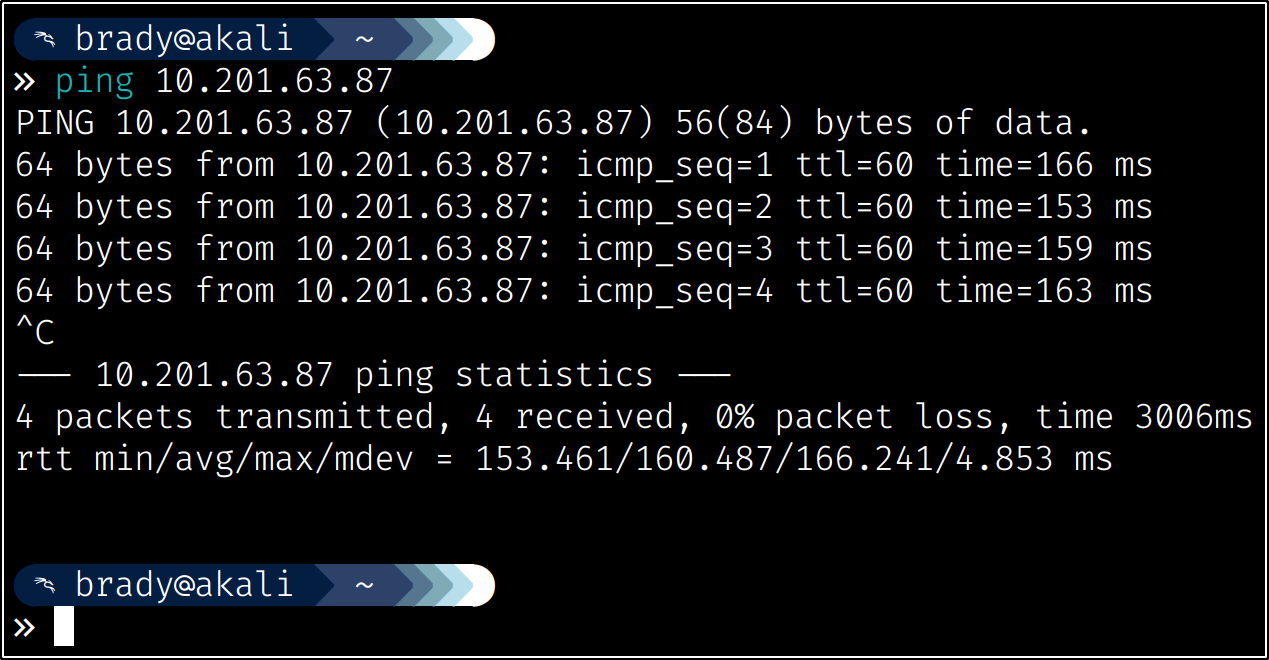 brady@akali ~
» ping 10.201.63.87
PING 10.201.63.87 (10.201.63.87) 56(84) bytes of data.
64 bytes from 10.201.63.87: icmp_seq=1 ttl=60 time=166 ms
64 bytes from 10.201.63.87: icmp_seq=2 ttl=60 time=153 ms
64 bytes from 10.201.63.87: icmp_seq=3 ttl=60 time=159 ms
64 bytes from 10.201.63.87: icmp_seq=4 ttl=60 time=163 ms
^C
--- 10.201.63.87 ping statistics ---
4 packets transmitted, 4 received, 0% packet loss, time 3006ms
rtt min/avg/max/mdev = 153.461/160.487/166.241/4.853 ms
brady@akali ~
»